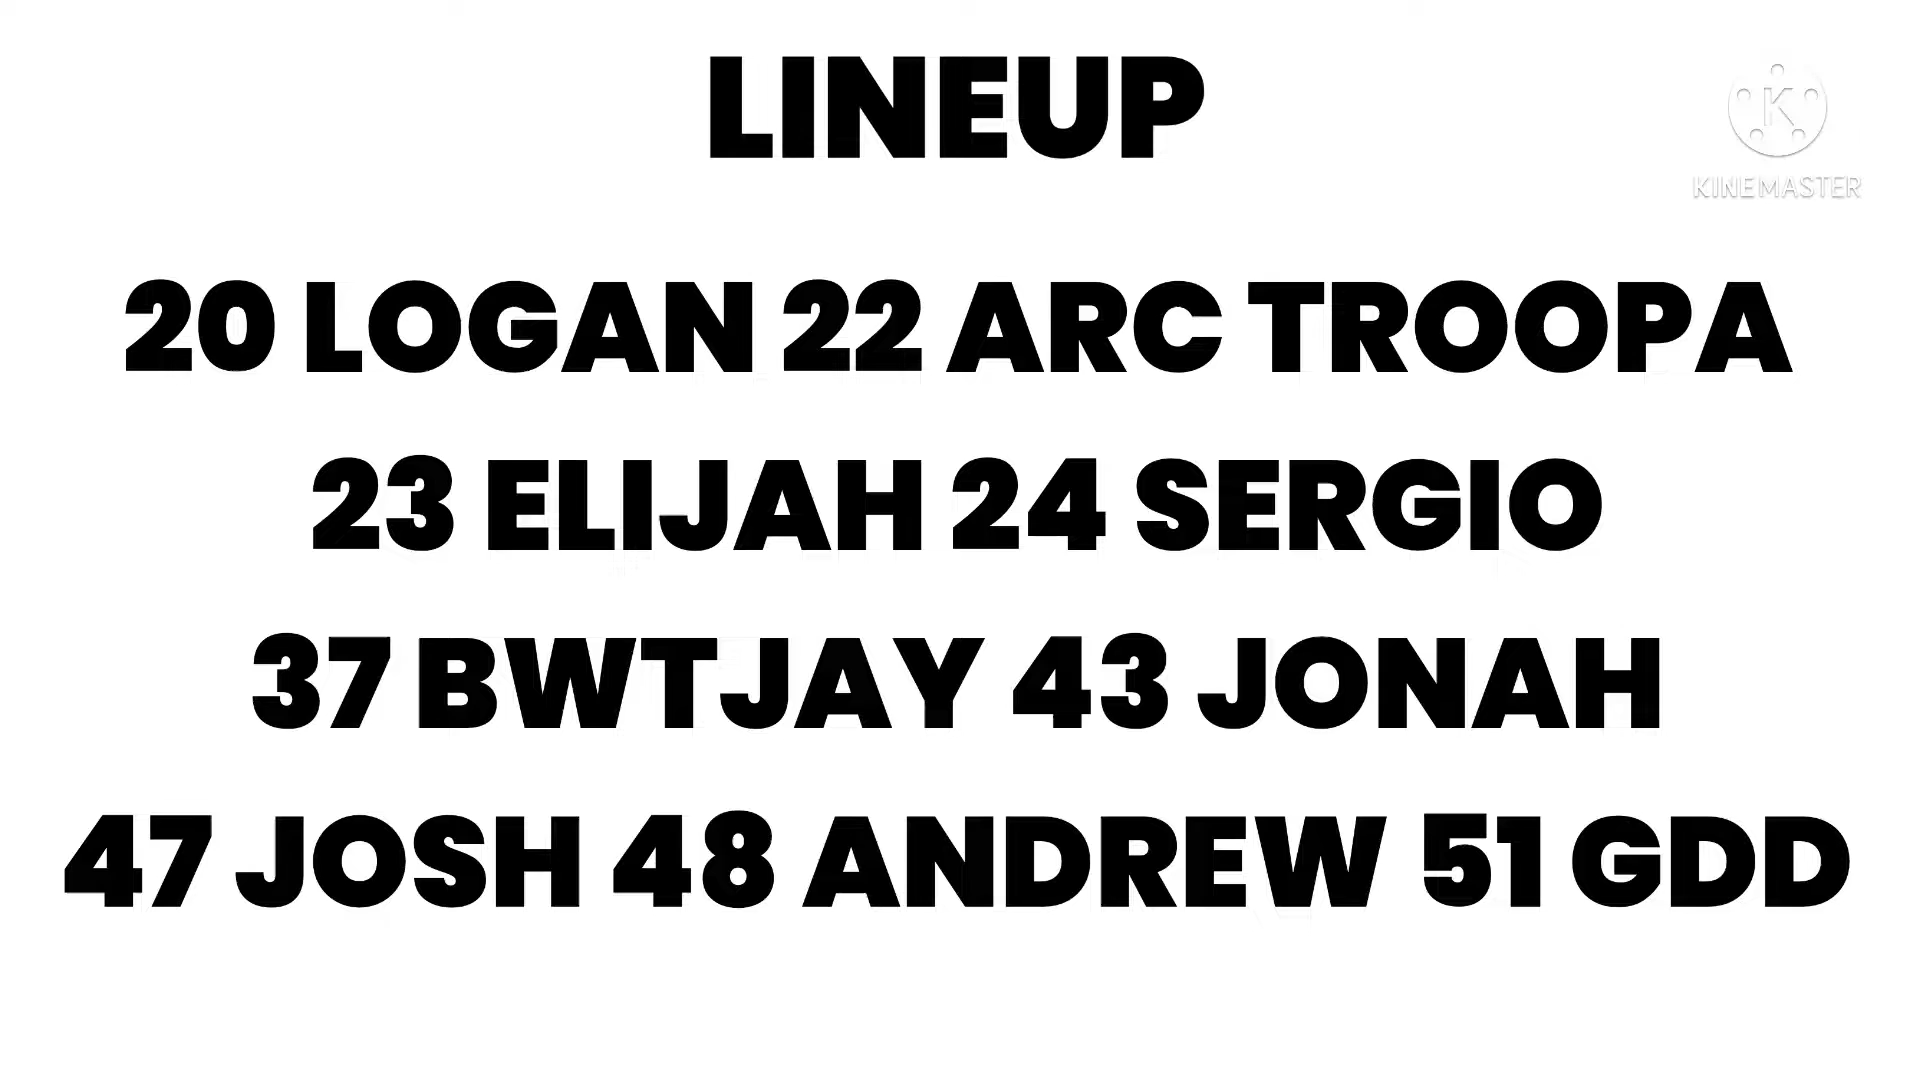 LINEUP
K
KINEMASTER
20 LOGAN 22 ARC TROOPA
23 ELIJAH 24 SERGIO
37 BWTJAY 43 JONAH
47 JOSH 48 ANDREW 51 GDD